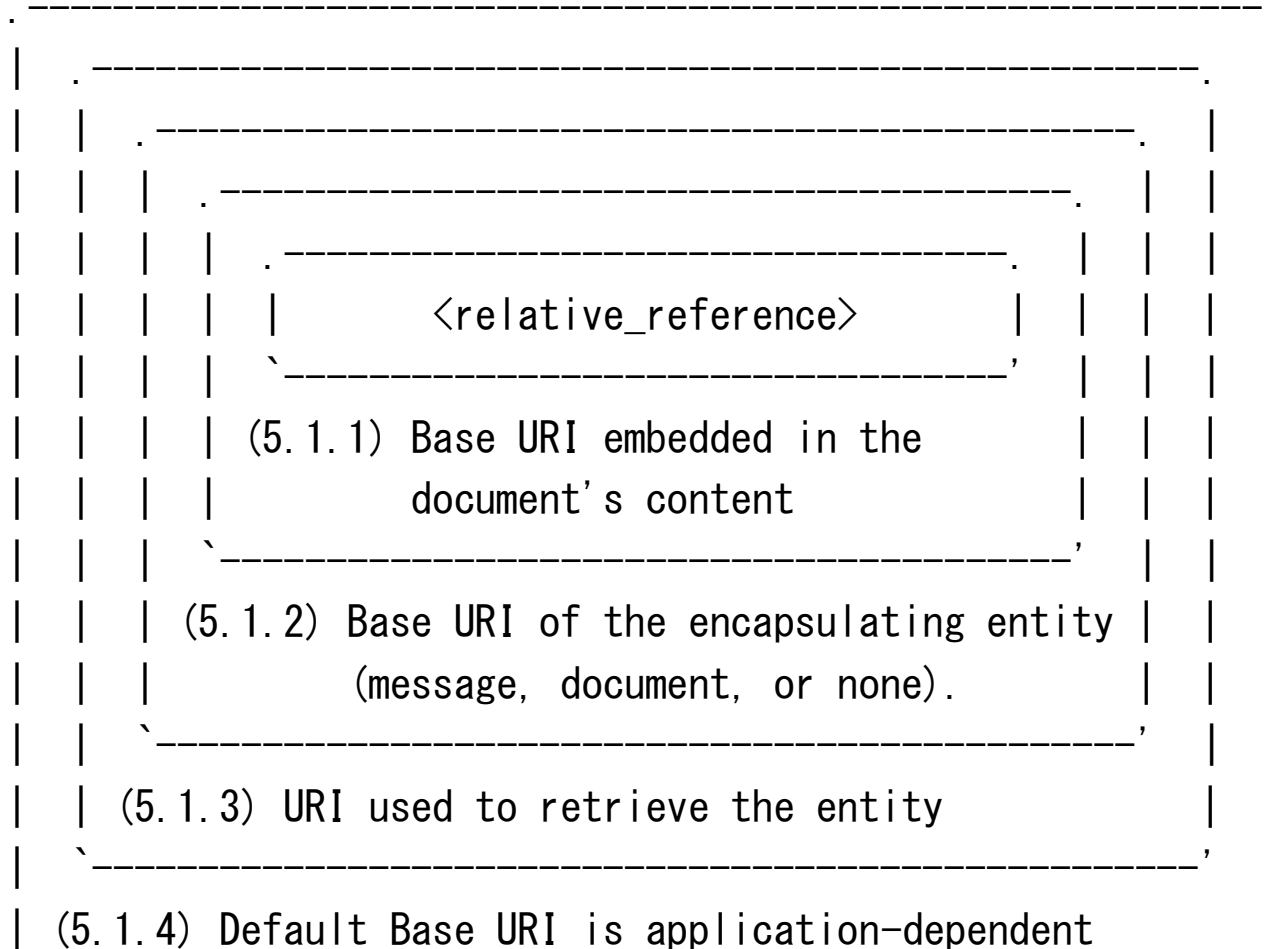 .----------------------------------------------------------
|  .----------------------------------------------------.
|  |  .----------------------------------------------.  |
|  |  |  .----------------------------------------.  |  |
|  |  |  |  .----------------------------------.  |  |  |
|  |  |  |  |       <relative_reference>       |  |  |  |
|  |  |  |  `----------------------------------'  |  |  |
|  |  |  | (5.1.1) Base URI embedded in the       |  |  |
|  |  |  |         document's content             |  |  |
|  |  |  `----------------------------------------'  |  |
|  |  | (5.1.2) Base URI of the encapsulating entity |  |
|  |  |         (message, document, or none).        |  |
|  |  `----------------------------------------------'  |
|  | (5.1.3) URI used to retrieve the entity            |
|  `----------------------------------------------------'
| (5.1.4) Default Base URI is application-dependent